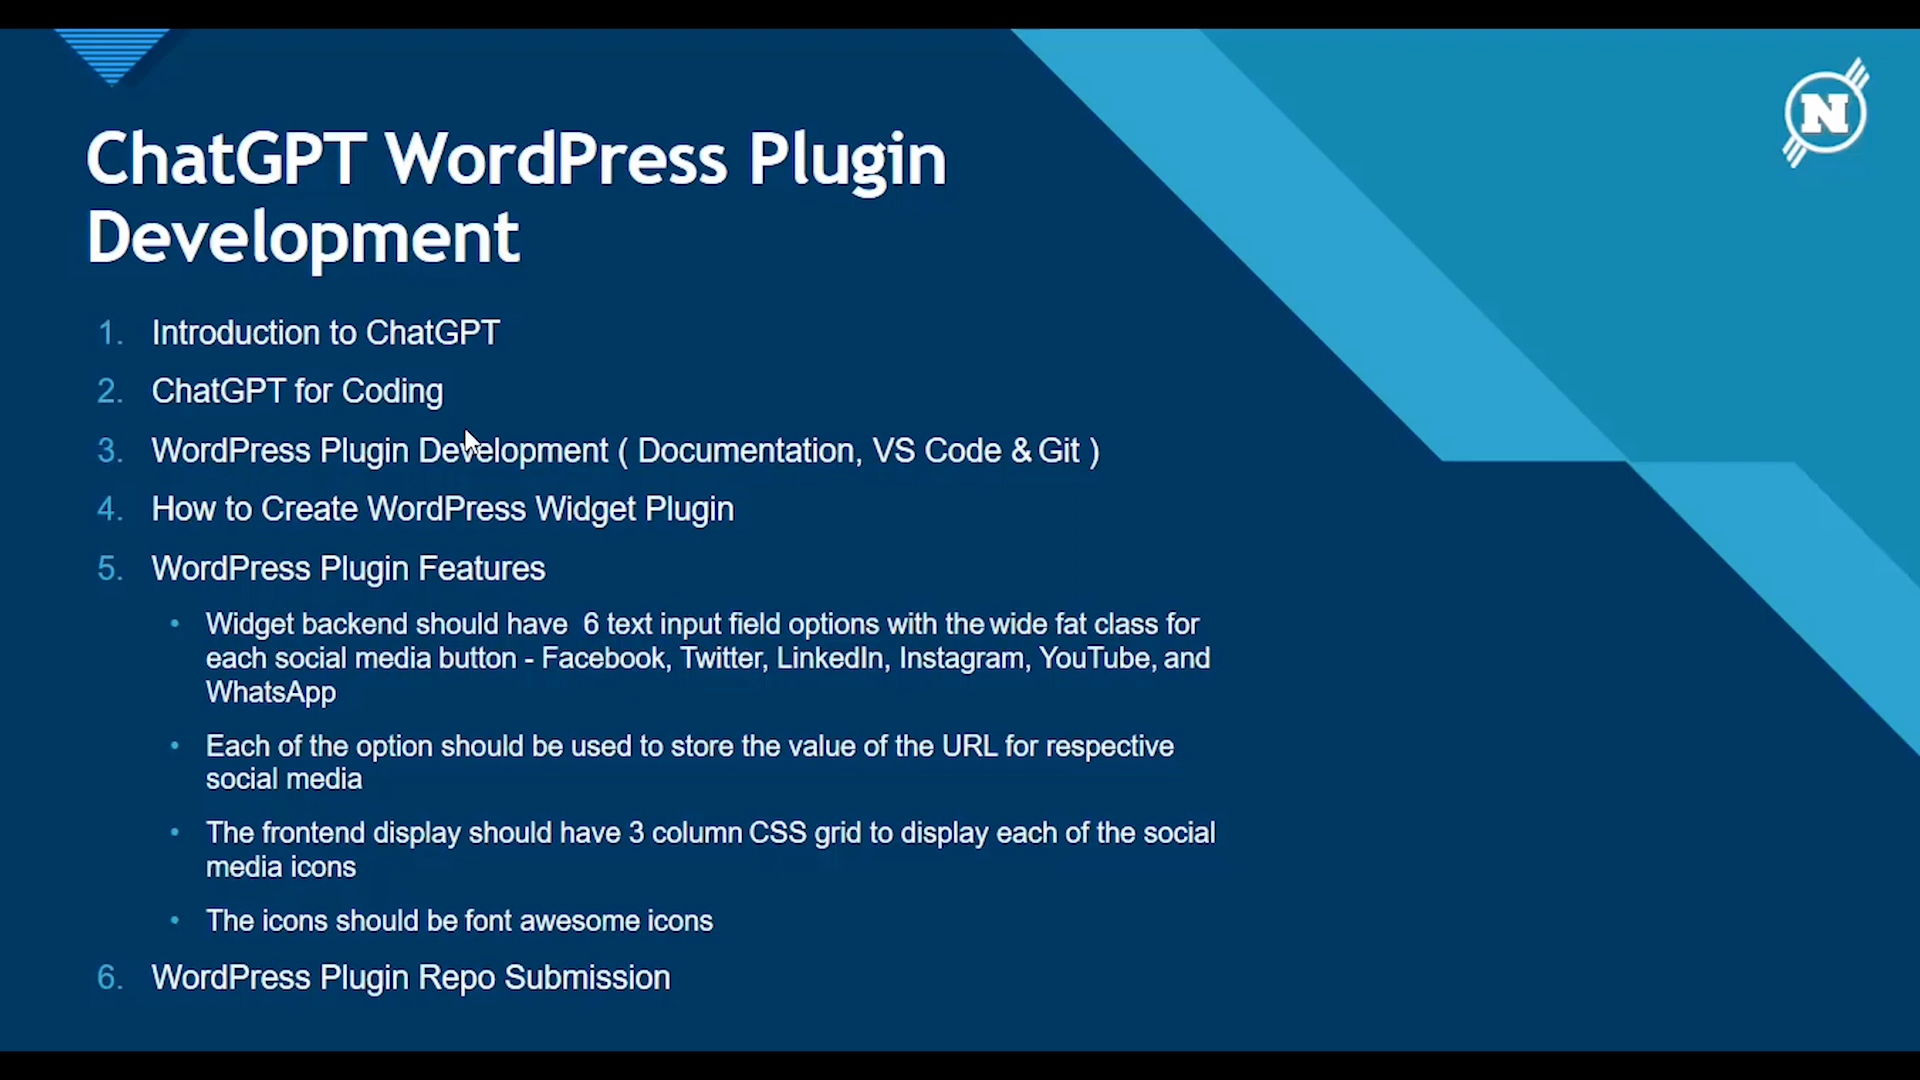 N
ChatGPT WordPress Plugin
Development
1. Introduction to ChatGPT
2. ChatGPT for Coding
3. WordPress Plugin Development ( Documentation, VS Code & Git )
4. How to Create WordPress Widget Plugin
5. WordPress Plugin Features
• Widget backend should have 6 text input field options with the wide fat class for
each social media button - Facebook, Twitter, LinkedIn, Instagram, YouTube, and
WhatsApp
• Each of the option should be used to store the value of the URL for respective
social media
• The frontend display should have 3 column CSS grid to display each of the social
media icons
• The icons should be font awesome icons
6. WordPress Plugin Repo Submission